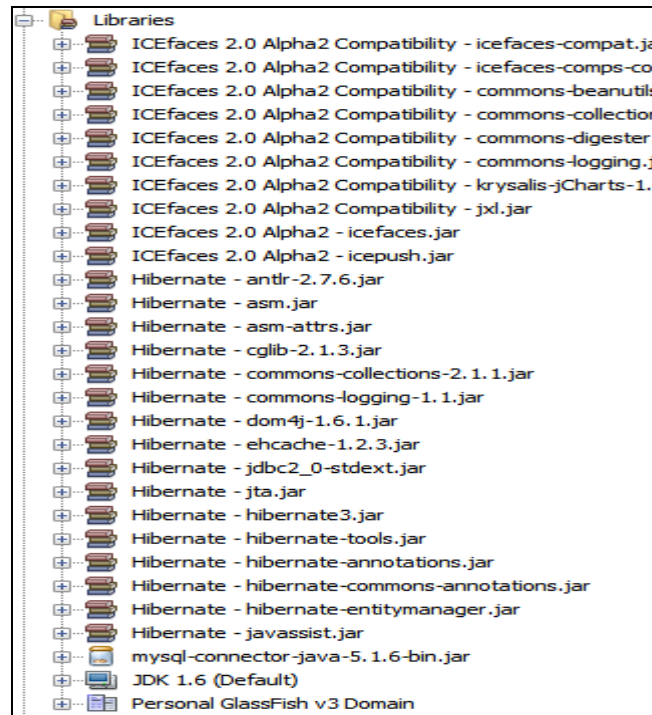 Libraries
ICEfaces 2.0 Alpha2 Compatibility - icefaces-compat.ja
ICEfaces 2.0 Alpha2 Compatibility - icefaces-comps-co
ICEfaces 2.0 Alpha2 Compatibility - commons-beanutils
ICEfaces 2.0 Alpha2 Compatibility - commons-collection
ICEfaces 2.0 Alpha2 Compatibility - commons-digester
ICEfaces 2.0 Alpha2 Compatibility - commons-logging.j
ICEfaces 2.0 Alpha2 Compatibility - krysalis-jCharts-1.
ICEfaces 2.0 Alpha2 Compatibility - jxl.jar
ICEfaces 2.0 Alpha2 - icefaces.jar
ICEfaces 2.0 Alpha2 - icepush.jar
Hibernate - antlr-2.7.6.jar
Hibernate - asm.jar
Hibernate - asm-attrs.jar
Hibernate - cglib-2.1.3.jar
Hibernate - commons-collections-2.1.1.jar
Hibernate - commons-logging-1.1.jar
Hibernate - dom4j-1.6.1.jar
Hibernate - ehcache-1.2.3.jar
Hibernate - jdbc2_0-stdext.jar
Hibernate - jta.jar
Hibernate - hibernate3.jar
Hibernate - hibernate-tools.jar
Hibernate - hibernate-annotations.jar
Hibernate - hibernate-commons-annotations.jar
Hibernate - hibernate-entitymanager.jar
Hibernate - javassist.jar
mysql-connector-java-5.1.6-bin.jar
JDK 1.6 (Default)
Personal GlassFish v3 Domain